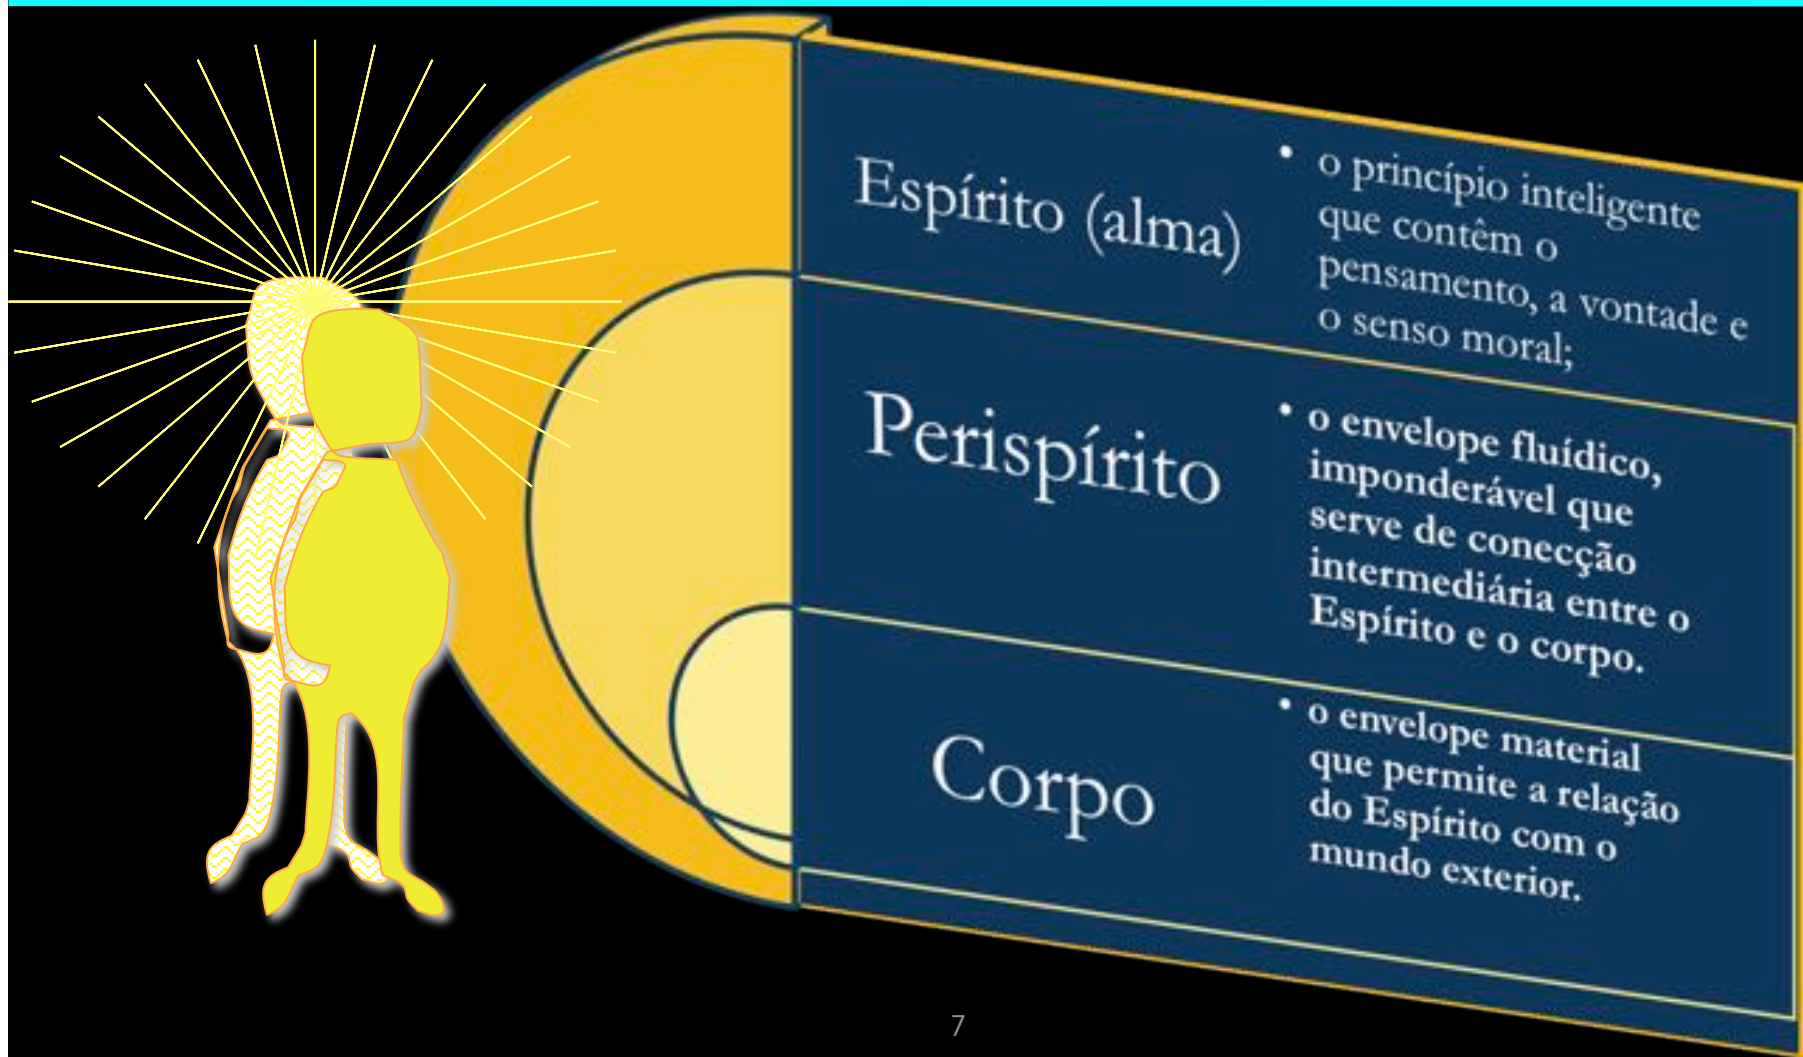 Espírito (alma)
• o princípio inteligente
que contêm o
pensamento, a vontade e
o senso moral;
Perispírito
• o envelope fluídico,
imponderável que
serve de conecção
intermediária entre o
Espírito e o corpo.
Corpo
• o envelope material
que permite a relação
do Espírito com o
mundo exterior.
7